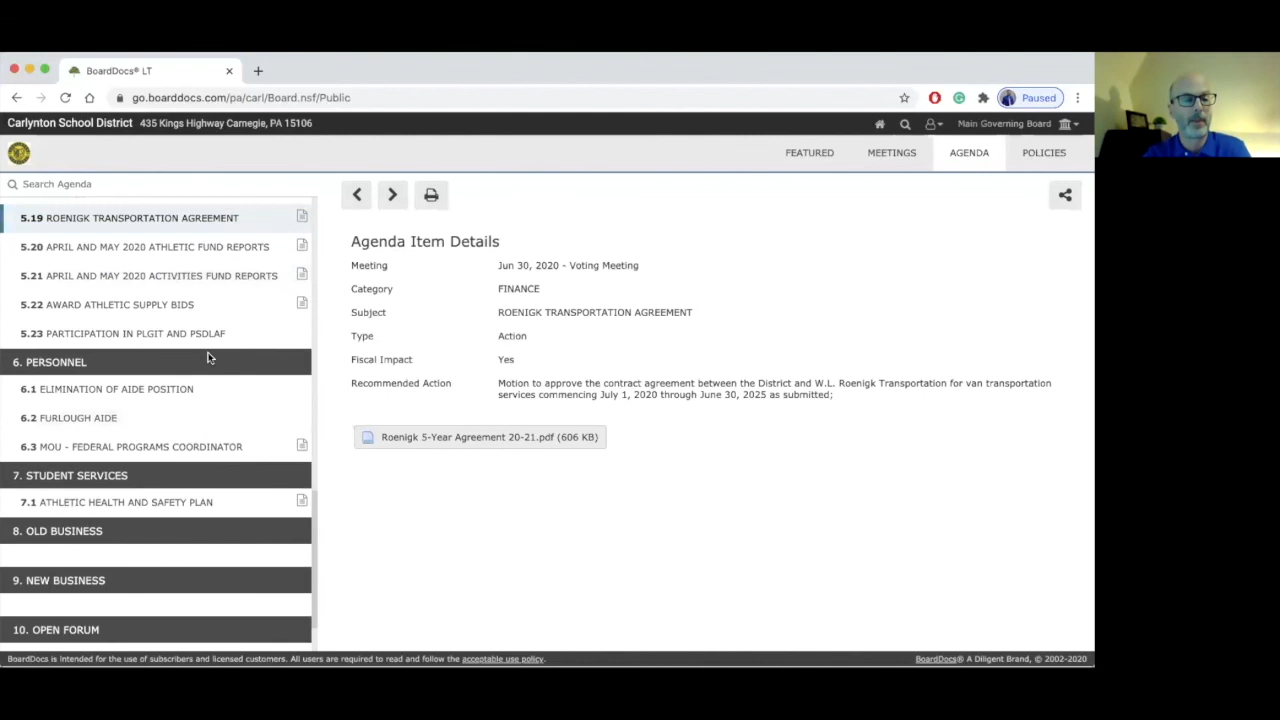 BoardDocs® LT
go.boarddocs.com/pa/carl/Board.nsf/Public
Paused
Carlynton School District 435 Kings Highway Carnegie, PA 15106
Main Governing Board
FEATURED MEETINGS AGENDA POLICIES
Search Agenda
5.19 ROENIGK TRANSPORTATION AGREEMENT
5.20 APRIL AND MAY 2020 ATHLETIC FUND REPORTS
5.21 APRIL AND MAY 2020 ACTIVITIES FUND REPORTS
5.22 AWARD ATHLETIC SUPPLY BIDS
5.23 PARTICIPATION IN PLGIT AND PSDLAF
6. PERSONNEL
6.1 ELIMINATION OF AIDE POSITION
6.2 FURLOUGH AIDE
6.3 MOU - FEDERAL PROGRAMS COORDINATOR
7. STUDENT SERVICES
7.1 ATHLETIC HEALTH AND SAFETY PLAN
8. OLD BUSINESS
9. NEW BUSINESS
10. OPEN FORUM
Agenda Item Details
Meeting Jun 30, 2020 - Voting Meeting
Category FINANCE
Subject ROENIGK TRANSPORTATION AGREEMENT
Type Action
Fiscal Impact Yes
Recommended Action Motion to approve the contract agreement between the District and W.L. Roenigk Transportation for van transportation
services commencing July 1, 2020 through June 30, 2025 as submitted;
Roenigk 5-Year Agreement 20-21.pdf (606 KB)
BoardDocs is intended for the use of subscribers and licensed customers. All users are required to read and follow the acceptable use policy.
BoardDocs® A Diligent Brand, © 2002-2020